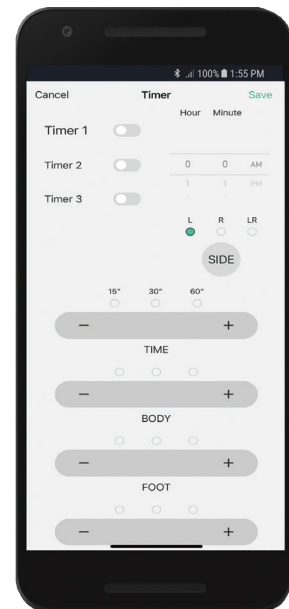 100% 1:55 PM
Cancel Timer Save
Hour Minute
Timer 1
Timer 2 0 0 AM
1 1 PM
Timer 3
L R LR
SIDE
15" 30" 60"
− +
TIME
− +
BODY
− +
FOOT
− +